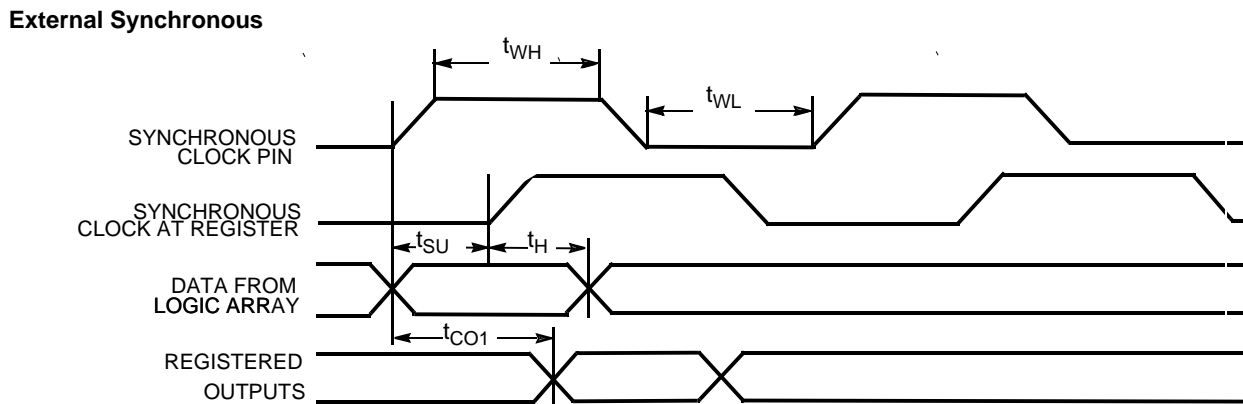 External Synchronous
tWH
tWL
SYNCHRONOUS
CLOCK PIN
SYNCHRONOUS
CLOCK AT REGISTER
tSU
tH
DATA FROM
LOGIC ARRAY
tCO1
REGISTERED
OUTPUTS